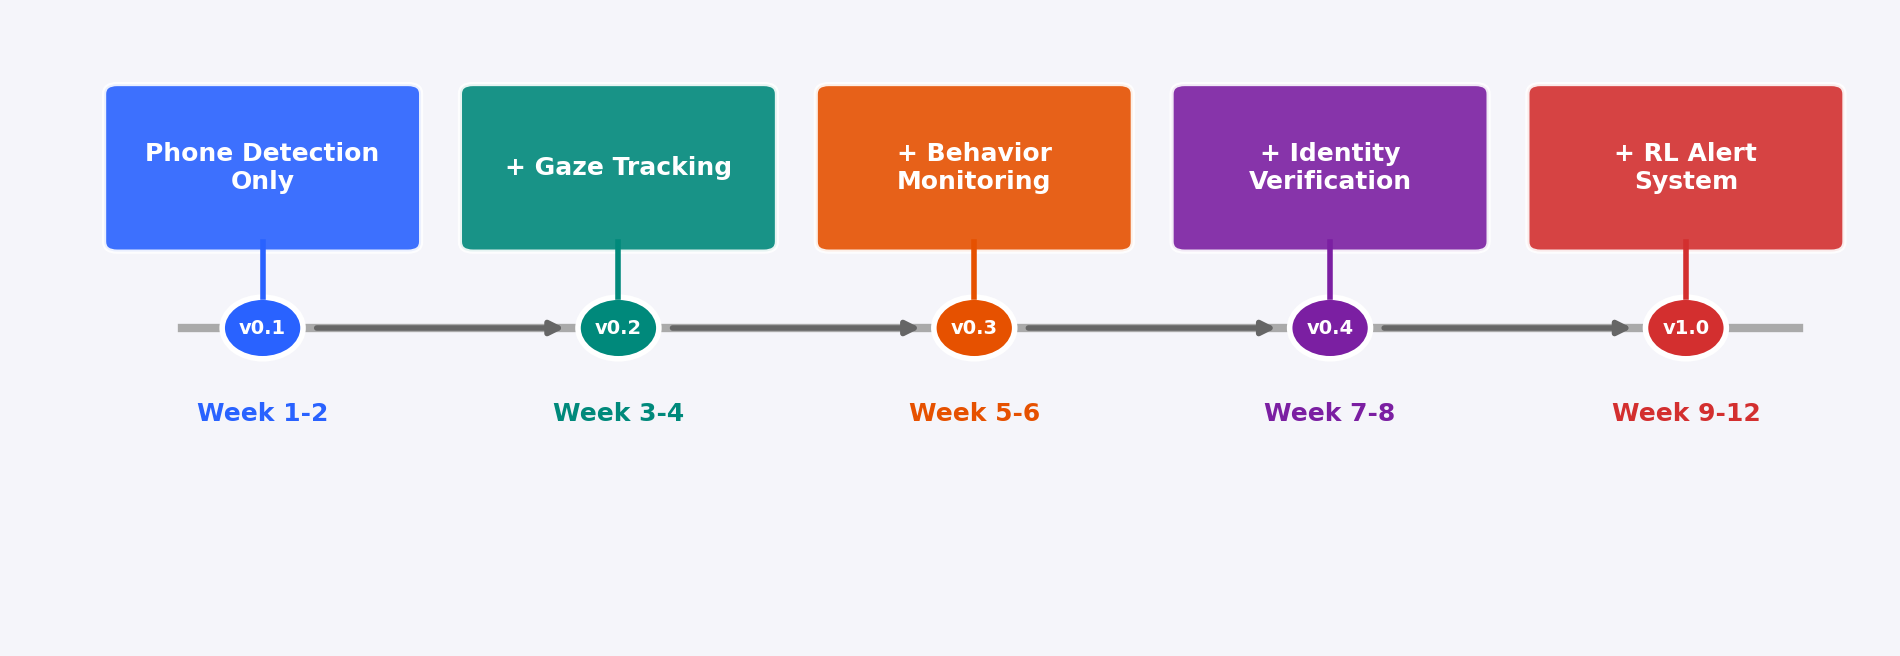 Phone Detection
Only
+ Gaze Tracking
+ Behavior
Monitoring
+ Identity
Verification
+ RL Alert
System
v0.1
v0.2
v0.3
v0.4
v1.0
Week 1-2
Week 3-4
Week 5-6
Week 7-8
Week 9-12